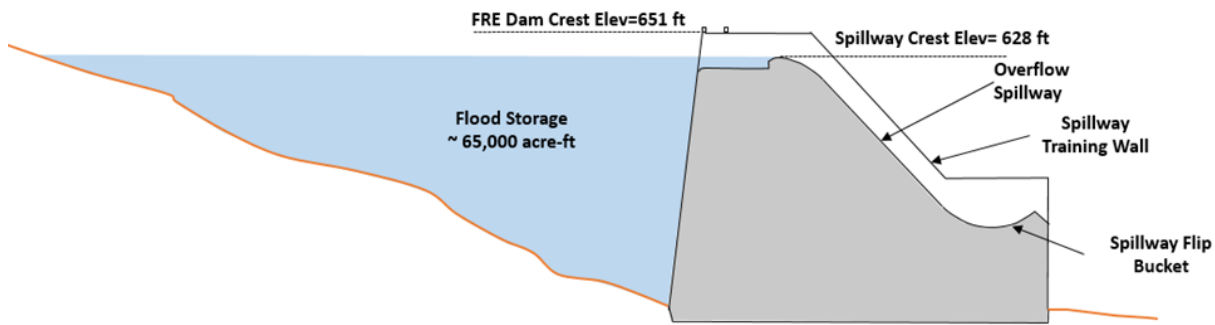 FRE Dam Crest Elev=651 ft
Spillway Crest Elev= 628 ft
Overflow
Spillway
Flood Storage
~ 65,000 acre-ft
Spillway
Training Wall
Spillway Flip
Bucket